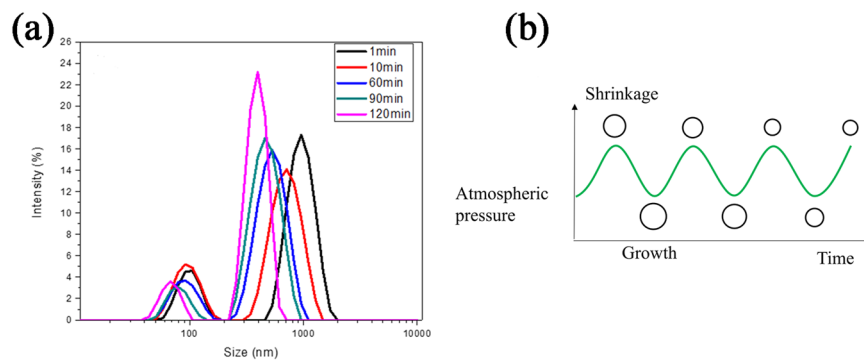 (a)
26
24
22
20
18
16
14
12
10
8
6
4
2
0
Intensity (%)
1min
10min
60min
90min
120min
100
1000
10000
Size (nm)
(b)
Shrinkage
Atmospheric
pressure
Growth
Time